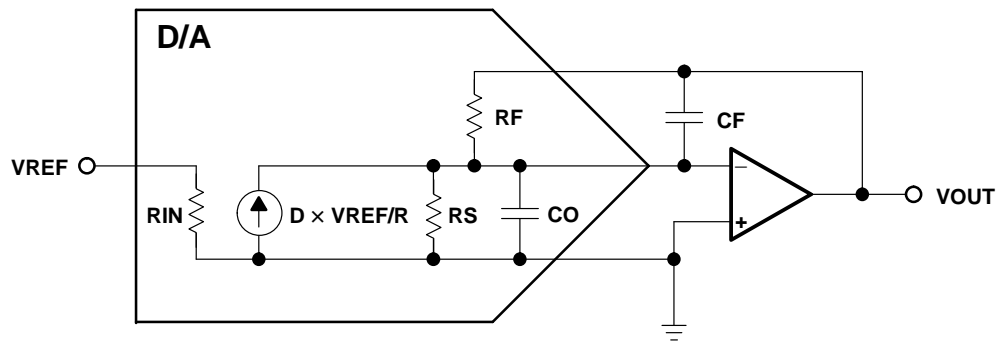 D/A
RF
CF
VREF
−
VOUT
RIN
D × VREF/R
RS
CO
+